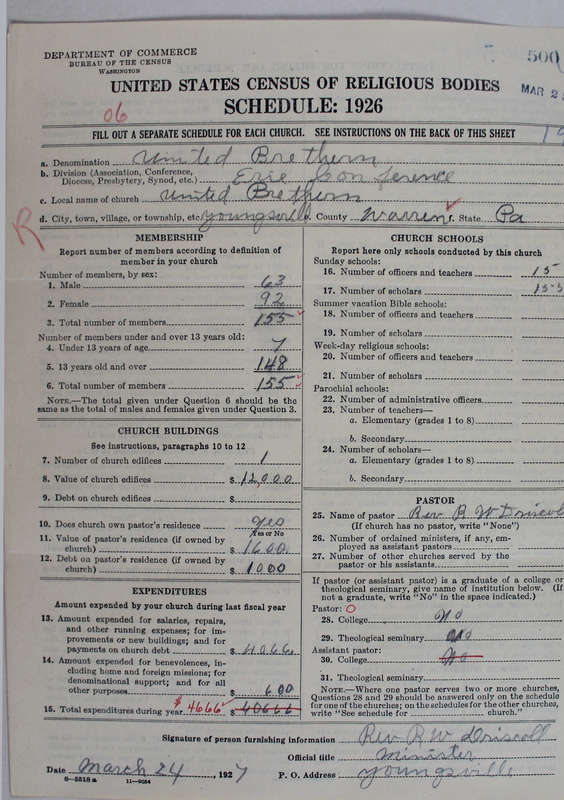 DEPARTMENT OF COMMERCE
BUREAU OF THE CENSUS
WASHINGTON
500
MAR 2
UNITED STATES CENSUS OF RELIGIOUS BODIES
SCHEDULE: 1926
06
FILL OUT A SEPARATE SCHEDULE FOR EACH CHURCH. SEE INSTRUCTIONS ON THE BACK OF THIS SHEET
a. Denomination United Brethern
b. Division (Association, Conference, Diocese, Presbytery, Synod, etc.) Erie Conference
c. Local name of church United Brethern
d. City, town, village, or township, etc. Youngsville e. County Warren f. State Pa
R
MEMBERSHIP
Report number of members according to definition of
member in your church
Number of members, by sex:
1. Male 63
2. Female 92
3. Total number of members 155
Number of members under and over 13 years old:
4. Under 13 years of age 7
5. 13 years old and over 148
6. Total number of members 155
NOTE.—The total given under Question 6 should be the
same as the total of males and females given under Question 3.
CHURCH BUILDINGS
See instructions, paragraphs 10 to 12
7. Number of church edifices 1
8. Value of church edifices $ 12,000
9. Debt on church edifices $
10. Does church own pastor's residence yes
Yes or No
11. Value of pastor's residence (if owned by
church) $ 1600
12. Debt on pastor's residence (if owned by
church) $ 1000
EXPENDITURES
Amount expended by your church during last fiscal year
13. Amount expended for salaries, repairs,
and other running expenses; for im-
provements or new buildings; and for
payments on church debt $ 4066
14. Amount expended for benevolences, in-
cluding home and foreign missions; for
denominational support; and for all
other purposes $ 600
15. Total expenditures during year $ 4666 $ 40666
CHURCH SCHOOLS
Report here only schools conducted by this church
Sunday schools:
16. Number of officers and teachers 15
17. Number of scholars 155
Summer vacation Bible schools:
18. Number of officers and teachers
19. Number of scholars
Week-day religious schools:
20. Number of officers and teachers
21. Number of scholars
Parochial schools:
22. Number of administrative officers
23. Number of teachers—
a. Elementary (grades 1 to 8)
b. Secondary
24. Number of scholars—
a. Elementary (grades 1 to 8)
b. Secondary
PASTOR
25. Name of pastor Rev R W Driscol
(If church has no pastor, write "None")
26. Number of ordained ministers, if any, em-
ployed as assistant pastors
27. Number of other churches served by the
pastor or his assistants
If pastor (or assistant pastor) is a graduate of a college or
theological seminary, give name of institution below. (If
not a graduate, write "No" in the space indicated.)
Pastor: O
28. College No
29. Theological seminary No
Assistant pastor:
30. College No
31. Theological seminary
NOTE.—Where one pastor serves two or more churches,
Questions 28 and 29 should be answered only on the schedule
for one of the churches; on the schedules for the other churches,
write "See schedule for church."
Signature of person furnishing information Rev R.W. Driscoll
Official title Minister
Date March 24, 1927 P. O. Address Youngsville
8-5518 a 11-9054